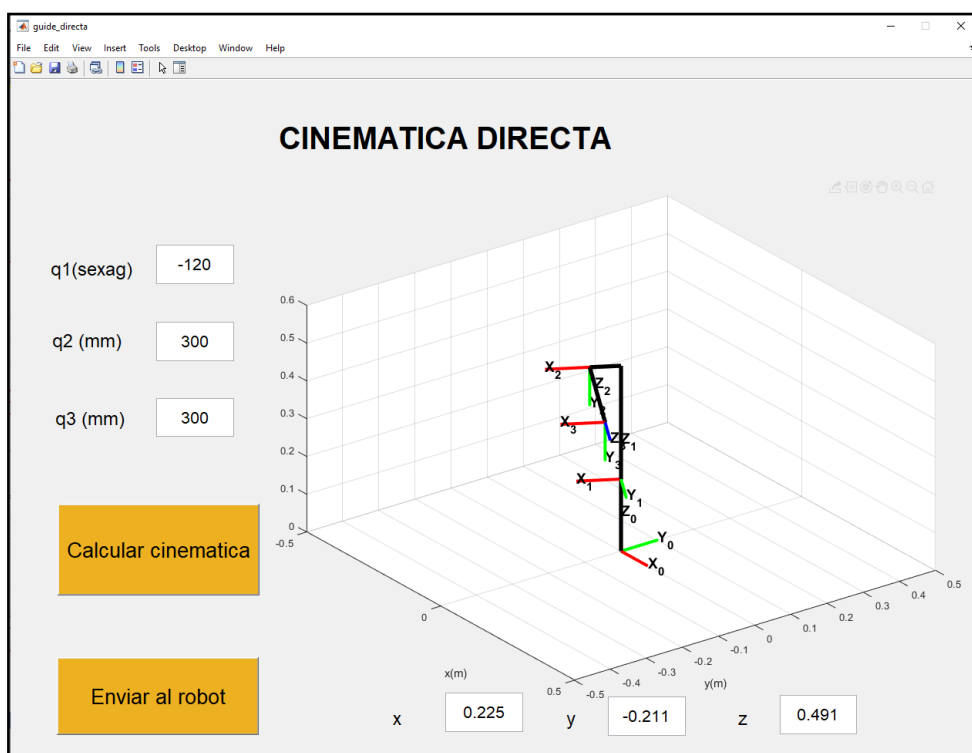 guide_directa
File Edit View Insert Tools Desktop Window Help
CINEMATICA DIRECTA
q1(sexag) -120
q2 (mm) 300
q3 (mm) 300
Calcular cinematica
Enviar al robot
0.6
0.5
0.4
0.3
0.2
0.1
0
-0.5
0
0.5
x(m)
-0.5
-0.4
-0.3
-0.2
-0.1
0
0.1
0.2
0.3
0.4
0.5
y(m)
X2
Z2
X3
Y3
Z1
X1
Y1
Z0
Y0
X0
x 0.225 y -0.211 z 0.491